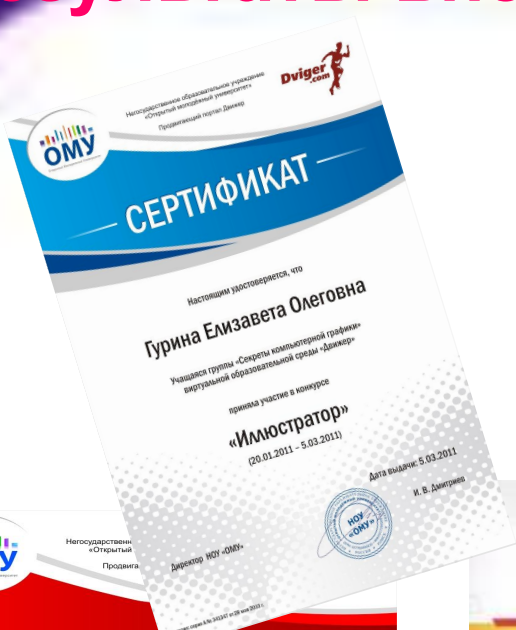 Dviger
.com
Негосударственное образовательное учреждение
«Открытый молодёжный университет»
Продвигающий портал Движер
ОМУ
СЕРТИФИКАТ
Настоящим удостоверяется, что
Гурина Елизавета Олеговна
Учащаяся группы «Секреты компьютерной графики»
виртуальной образовательной среды «Движер»
приняла участие в конкурсе
«Иллюстратор»
(20.01.2011 – 5.03.2011)
Дата выдачи: 5.03.2011
И. В. Дмитриев
НОУ
«ОМУ»
Директор НОУ «ОМУ»
«Открытый